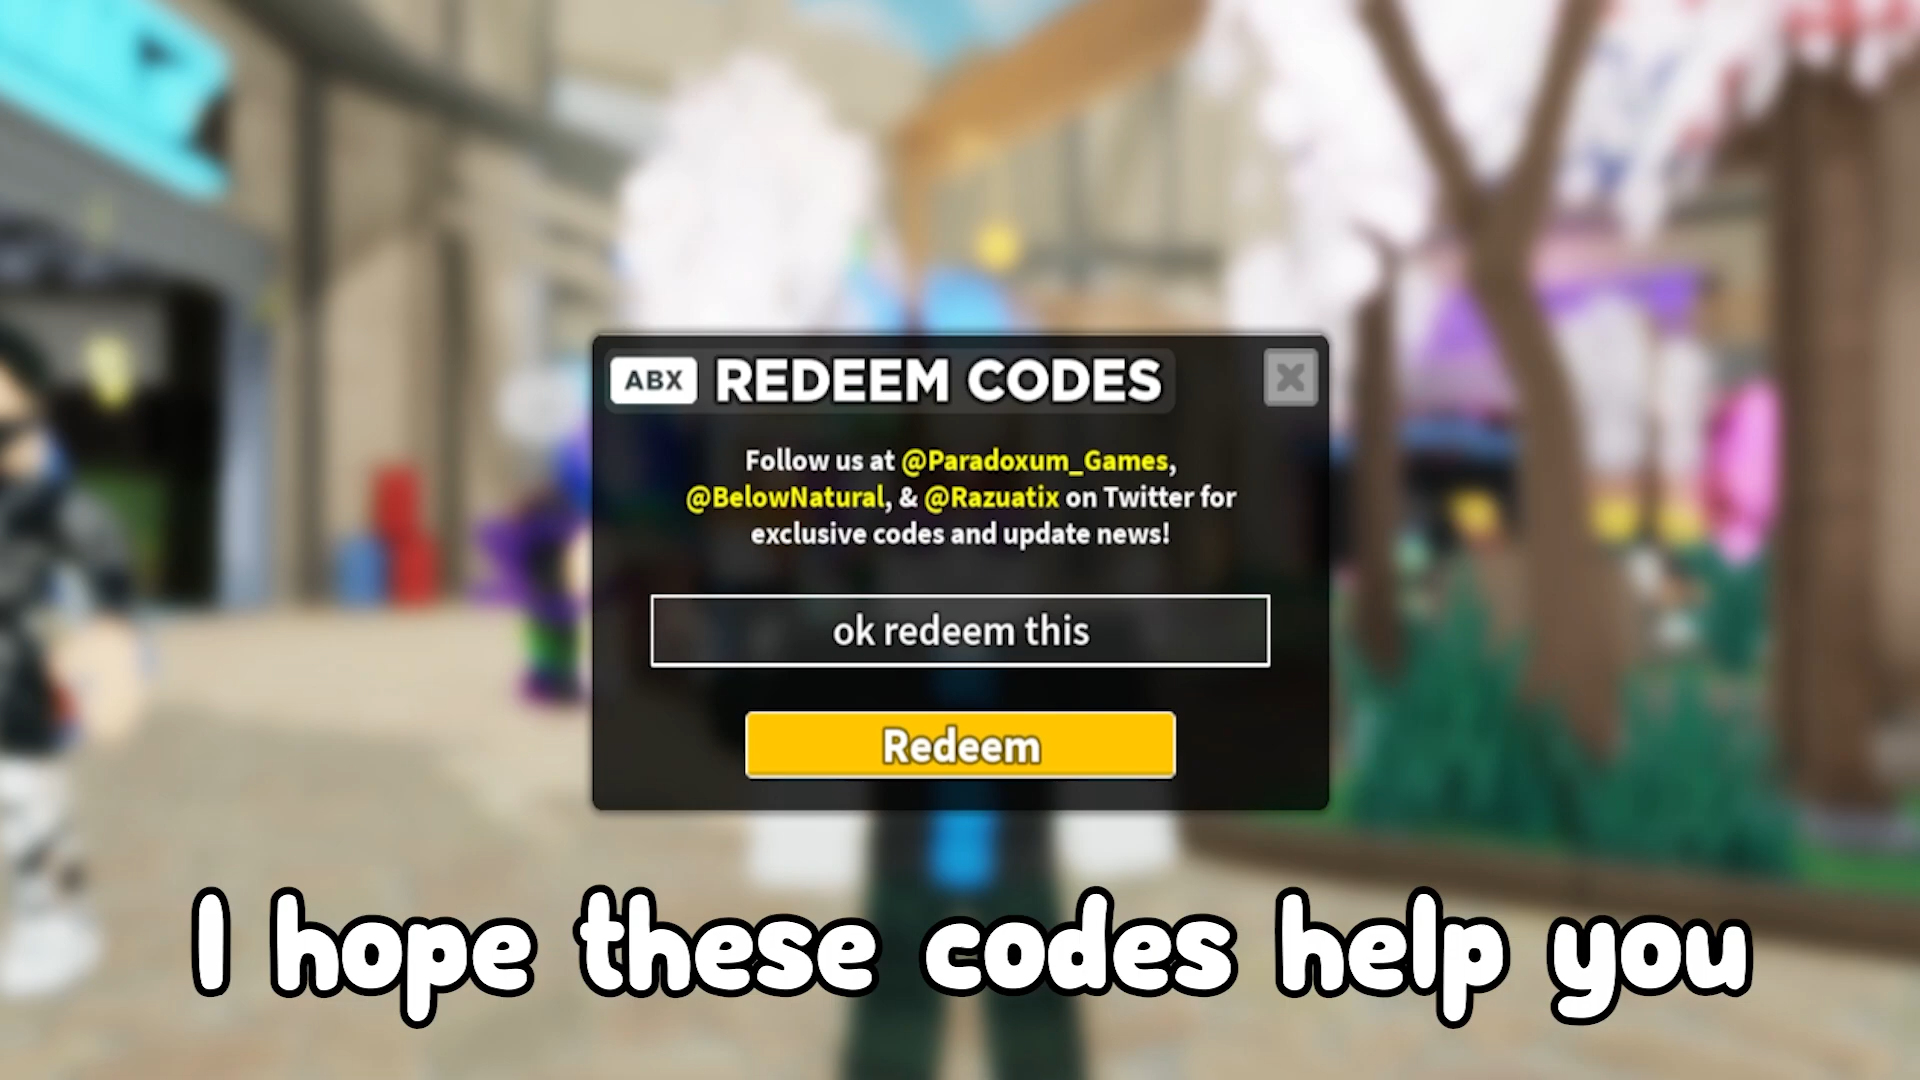 ABX REDEEM CODES
Follow us at @Paradoxum_Games,
@BelowNatural, & @Razuatix on Twitter for
exclusive codes and update news!
ok redeem this
Redeem
I hope these codes help you